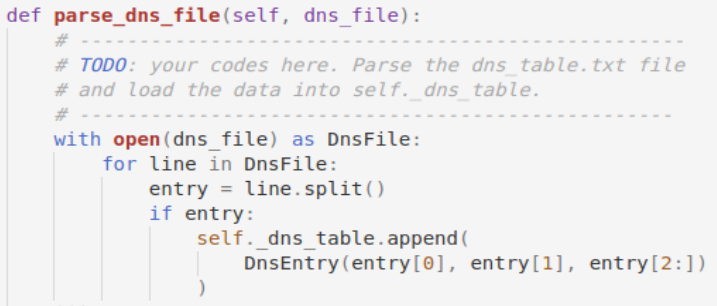 def parse_dns_file(self, dns_file):
    # ---------------------------------------------------
    # TODO: your codes here. Parse the dns_table.txt file
    # and load the data into self._dns_table.
    # --------------------------------------------------
    with open(dns_file) as DnsFile:
        for line in DnsFile:
            entry = line.split()
            if entry:
                self._dns_table.append(
                    DnsEntry(entry[0], entry[1], entry[2:])
                )